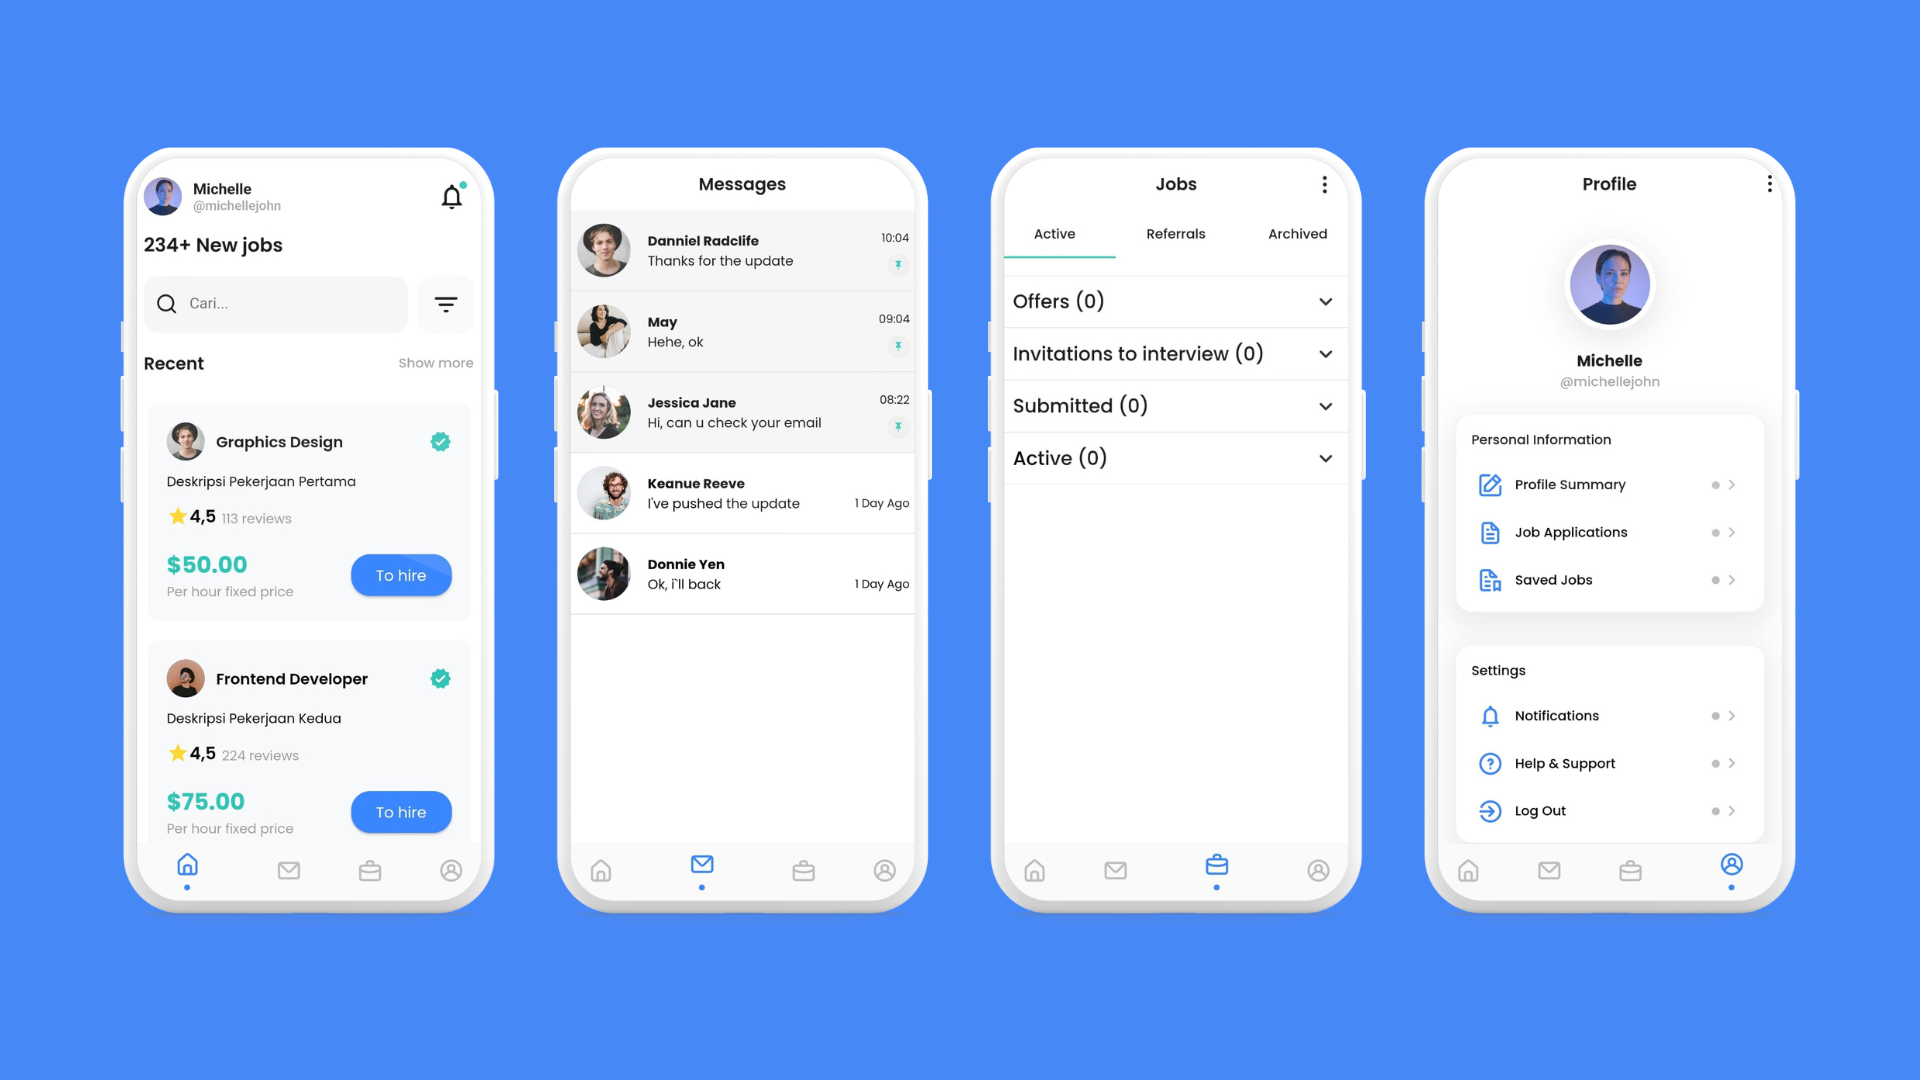 Michelle
@michellejohn
234+ New jobs
Cari...
Recent
Show more
Graphics Design
Deskripsi Pekerjaan Pertama
4,5 113 reviews
$50.00
Per hour fixed price
To hire
Frontend Developer
Deskripsi Pekerjaan Kedua
4,5 224 reviews
$75.00
Per hour fixed price
To hire
Messages
Danniel Radclife
10:04
Thanks for the update
May
09:04
Hehe, ok
Jessica Jane
08:22
Hi, can u check your email
Keanue Reeve
I've pushed the update
1 Day Ago
Donnie Yen
Ok, i`ll back
1 Day Ago
Jobs
Active Referrals Archived
Offers (0)
Invitations to interview (0)
Submitted (0)
Active (0)
Profile
Michelle
@michellejohn
Personal Information
Profile Summary
Job Applications
Saved Jobs
Settings
Notifications
Help & Support
Log Out